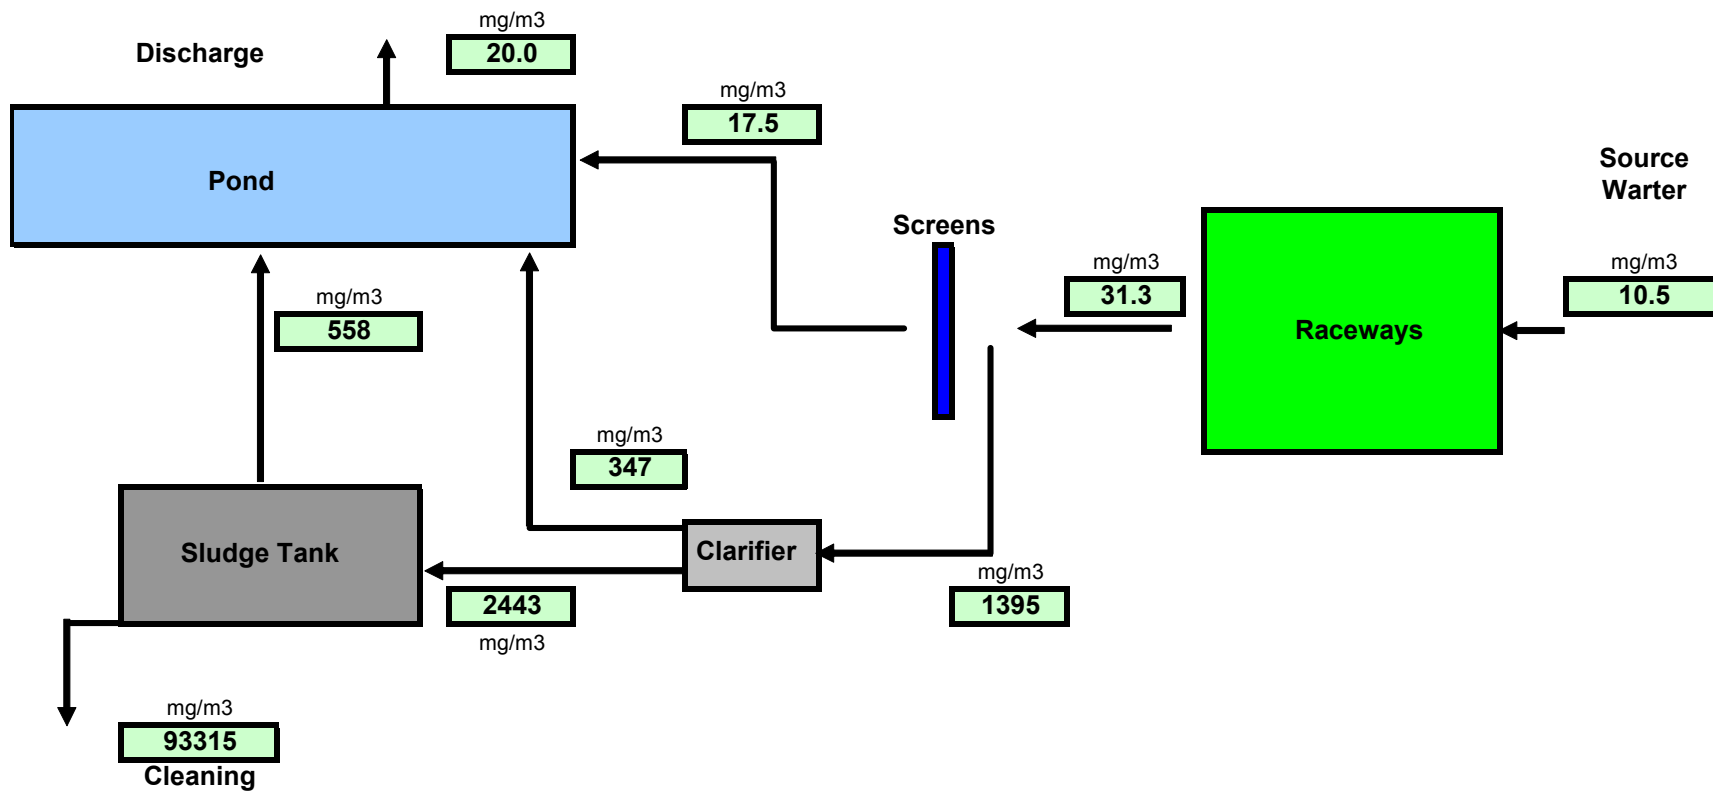 mg/m3
Discharge
20.0
mg/m3
17.5
Pond
Source
Warter
Screens
mg/m3
31.3
mg/m3
10.5
mg/m3
558
Raceways
mg/m3
347
Sludge Tank
Clarifier
mg/m3
1395
2443
mg/m3
mg/m3
93315
Cleaning